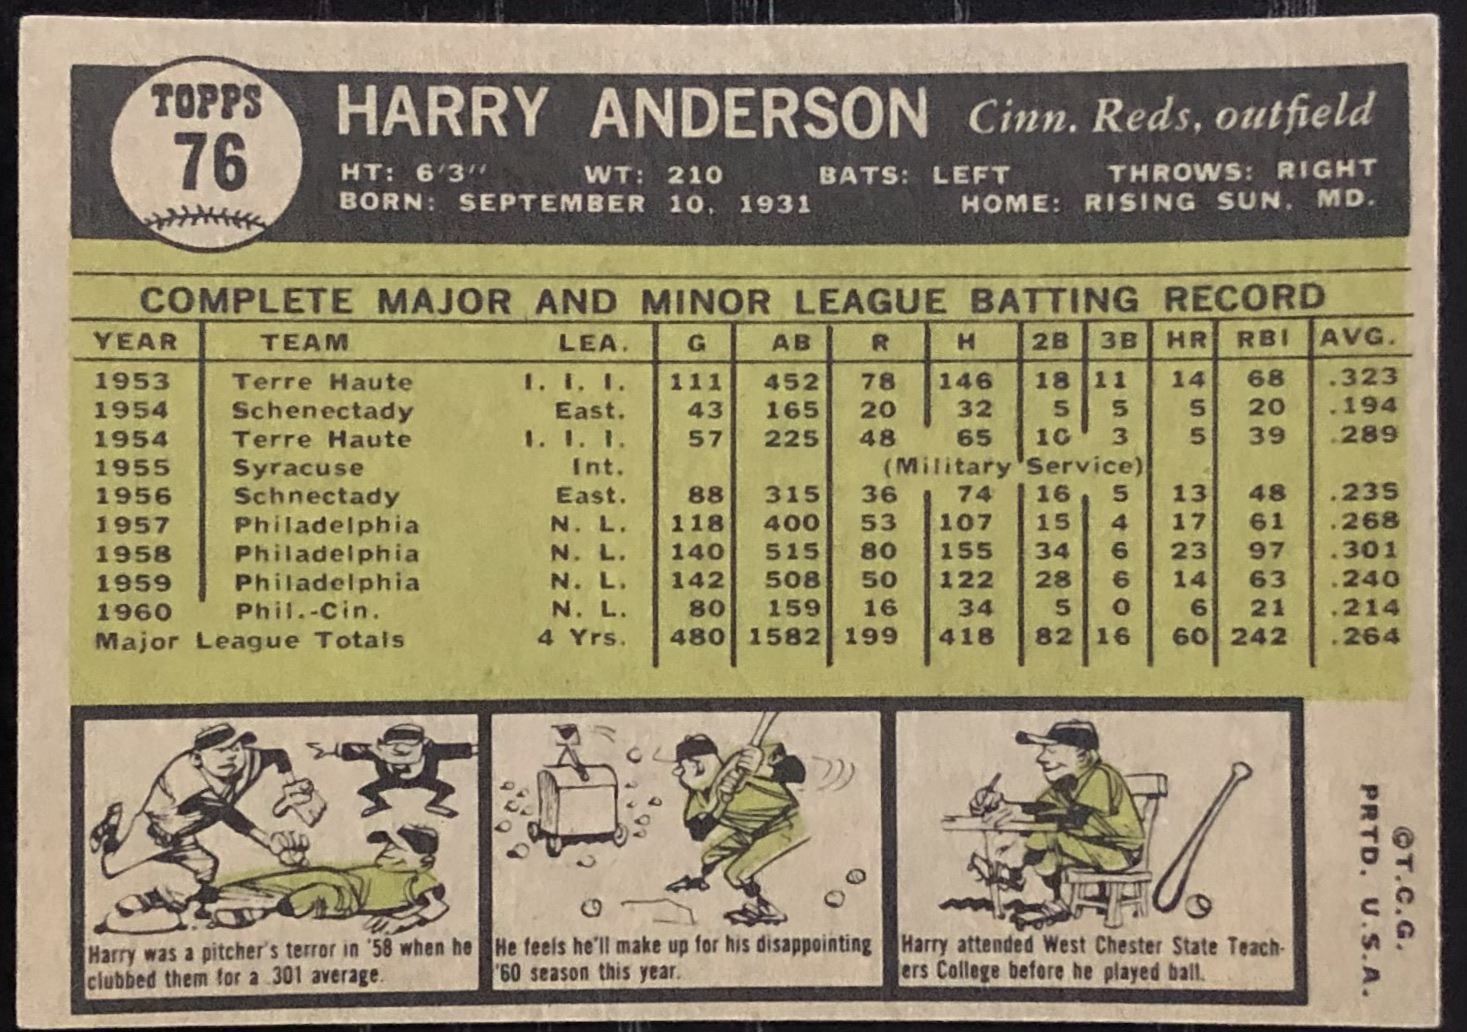 TOPPS
76
HARRY ANDERSON Cinn. Reds, outfield
HT: 6'3" WT: 210 BATS: LEFT THROWS: RIGHT
BORN: SEPTEMBER 10, 1931 HOME: RISING SUN, MD.
COMPLETE MAJOR AND MINOR LEAGUE BATTING RECORD
YEAR TEAM LEA. G AB R H 2B 3B HR RBI AVG.
1953 Terre Haute I. I. I. 111 452 78 146 18 11 14 68 .323
1954 Schenectady East. 43 165 20 32 5 5 5 20 .194
1954 Terre Haute I. I. I. 57 225 48 65 10 3 5 39 .289
1955 Syracuse Int. (Military Service)
1956 Schnectady East. 88 315 36 74 16 5 13 48 .235
1957 Philadelphia N. L. 118 400 53 107 15 4 17 61 .268
1958 Philadelphia N. L. 140 515 80 155 34 6 23 97 .301
1959 Philadelphia N. L. 142 508 50 122 28 6 14 63 .240
1960 Phil.-Cin. N. L. 80 159 16 34 5 0 6 21 .214
Major League Totals 4 Yrs. 480 1582 199 418 82 16 60 242 .264
Harry was a pitcher's terror in '58 when he
clubbed them for a .301 average.
He feels he'll make up for his disappointing
'60 season this year.
Harry attended West Chester State Teach-
ers College before he played ball.
©T.C.G.
PRTD. U.S.A.